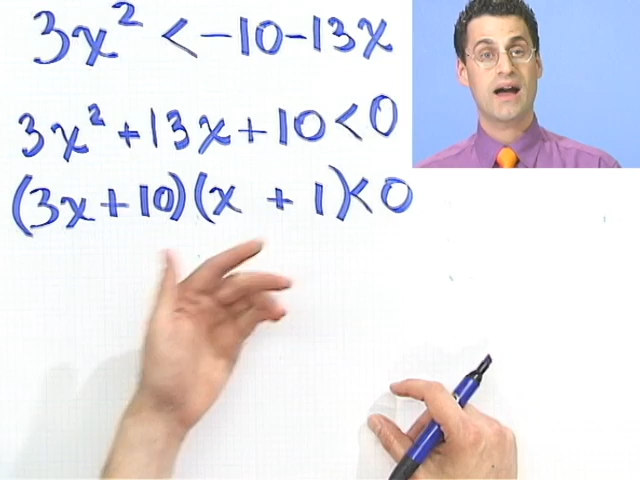 3x² < -10 - 13x
3x² + 13x + 10 < 0
(3x + 10)(x + 1) < 0